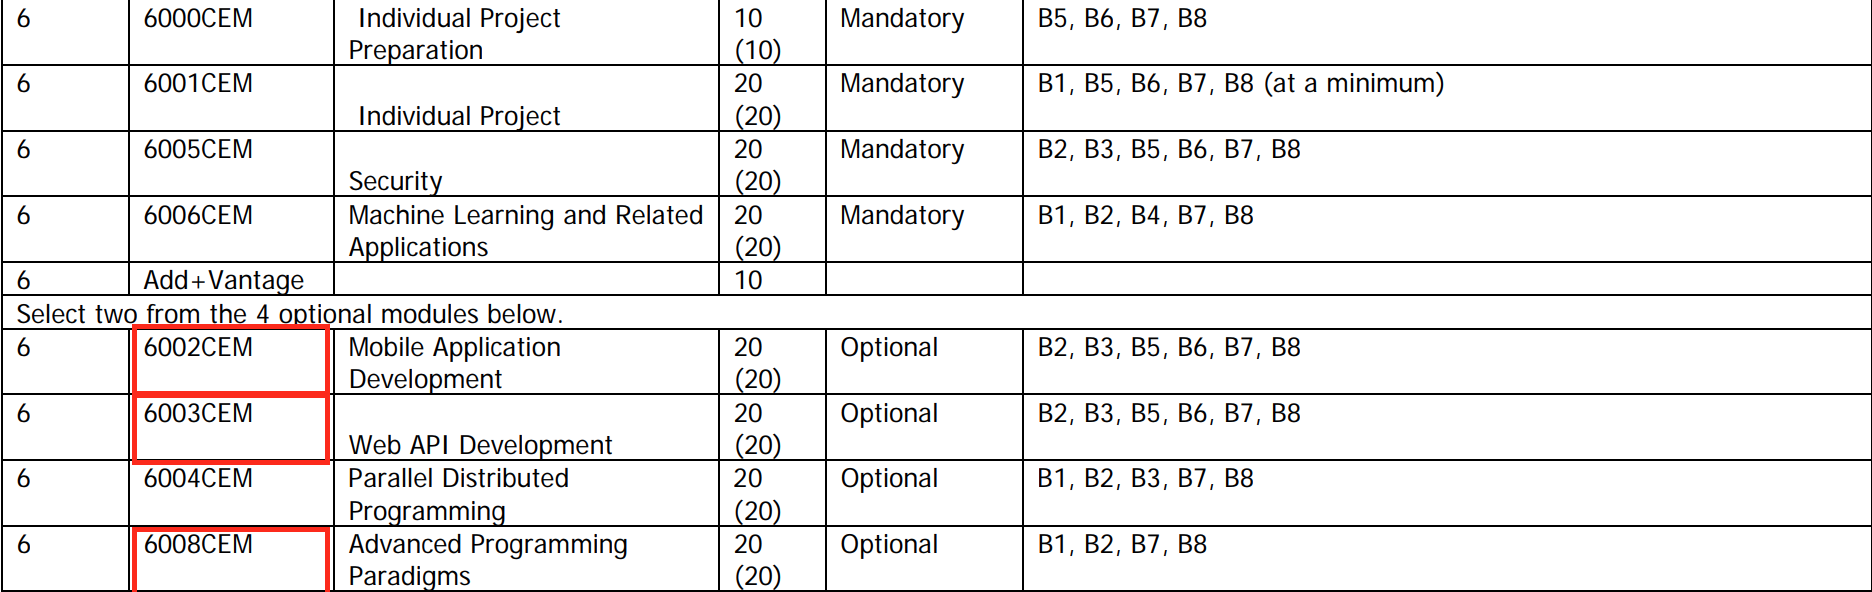 6 6000CEM Individual Project 10 Mandatory B5, B6, B7, B8
Preparation (10)
6 6001CEM 20 Mandatory B1, B5, B6, B7, B8 (at a minimum)
Individual Project (20)
6 6005CEM 20 Mandatory B2, B3, B5, B6, B7, B8
Security (20)
6 6006CEM Machine Learning and Related 20 Mandatory B1, B2, B4, B7, B8
Applications (20)
6 Add+Vantage 10
Select two from the 4 optional modules below.
6 6002CEM Mobile Application 20 Optional B2, B3, B5, B6, B7, B8
Development (20)
6 6003CEM 20 Optional B2, B3, B5, B6, B7, B8
Web API Development (20)
6 6004CEM Parallel Distributed 20 Optional B1, B2, B3, B7, B8
Programming (20)
6 6008CEM Advanced Programming 20 Optional B1, B2, B7, B8
Paradigms (20)